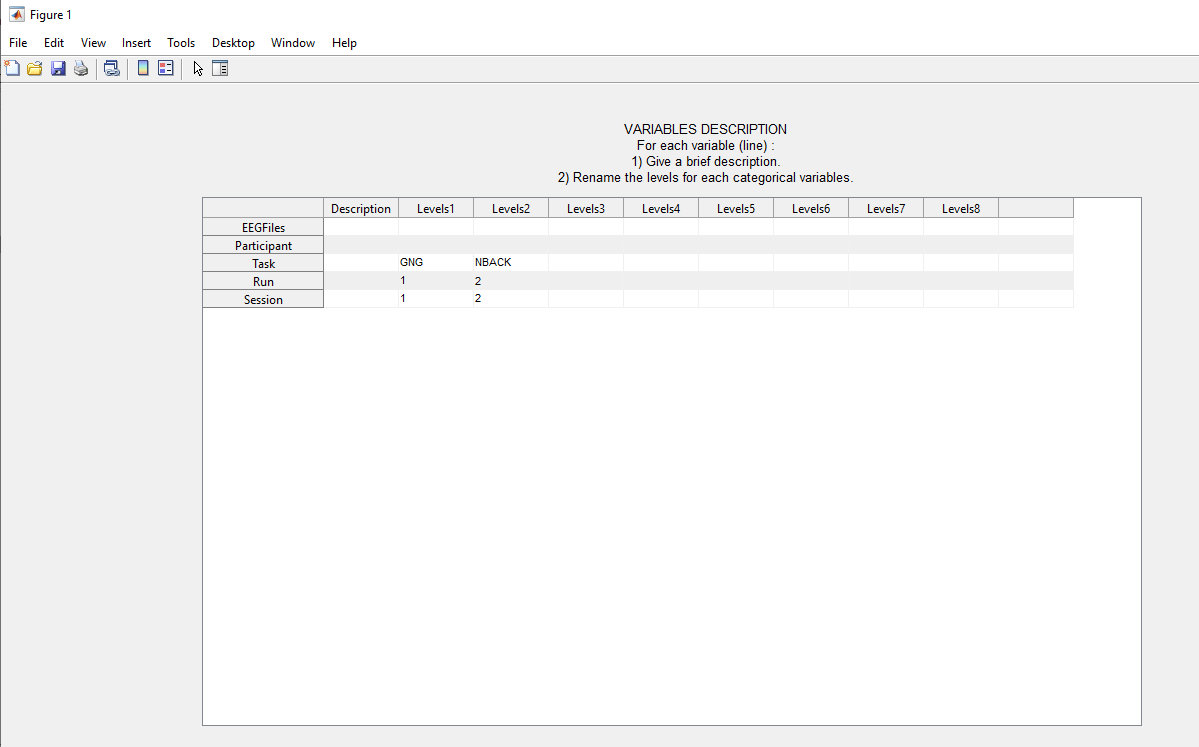 Figure 1
File Edit View Insert Tools Desktop Window Help
VARIABLES DESCRIPTION
For each variable (line) :
1) Give a brief description.
2) Rename the levels for each categorical variables.
Description Levels1 Levels2 Levels3 Levels4 Levels5 Levels6 Levels7 Levels8
EEGFiles
Participant
Task GNG NBACK
Run 1 2
Session 1 2